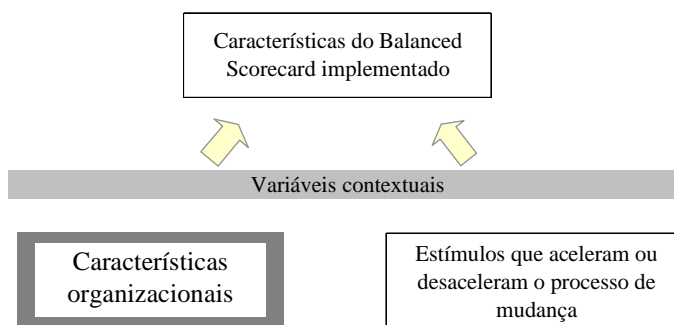 Características do Balanced
Scorecard implementado
Variáveis contextuais
Características
organizacionais
Estímulos que aceleram ou
desaceleram o processo de
mudança